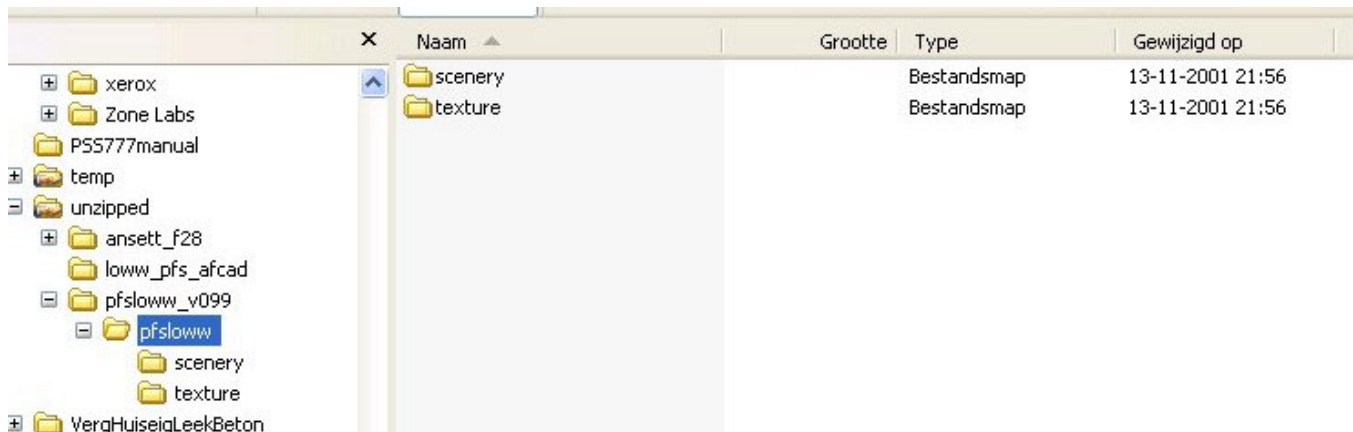 Naam Grootte Type Gewijzigd op
xerox
Zone Labs
PSS777manual
temp
unzipped
ansett_f28
loww_pfs_afcad
pfsloww_v099
pfsloww
scenery
texture
VergHuiseigLeekBeton
scenery Bestandsmap 13-11-2001 21:56
texture Bestandsmap 13-11-2001 21:56